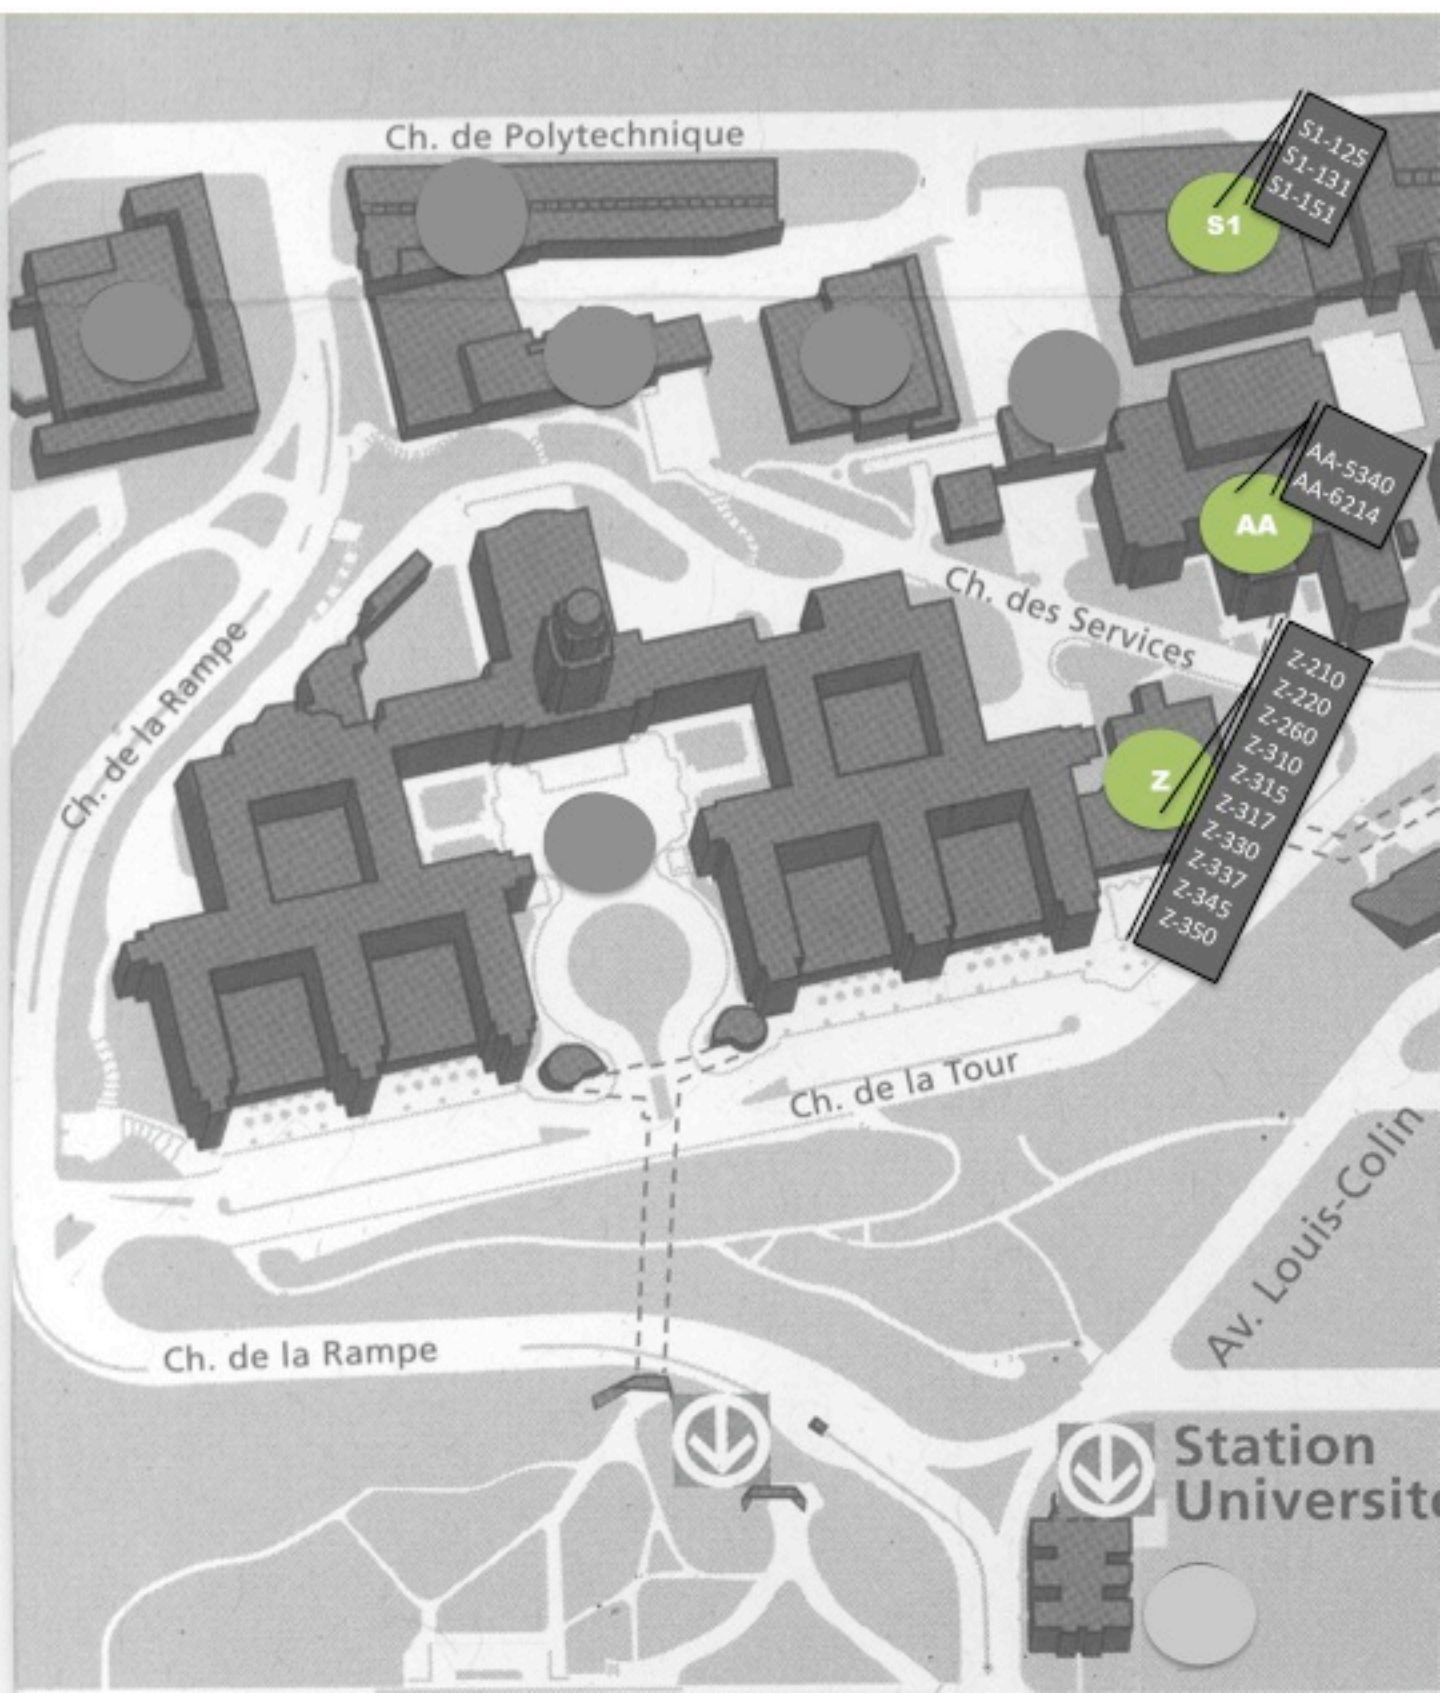 Ch. de Polytechnique
S1-125
S1-131
S1-151
S1
AA-5340
AA-6214
AA
Ch. des Services
Ch. de la Rampe
Z-210
Z-220
Z-260
Z-310
Z-315
Z-317
Z-330
Z-337
Z-345
Z-350
Z
Ch. de la Tour
Av. Louis-Colin
Ch. de la Rampe
Station
Universite